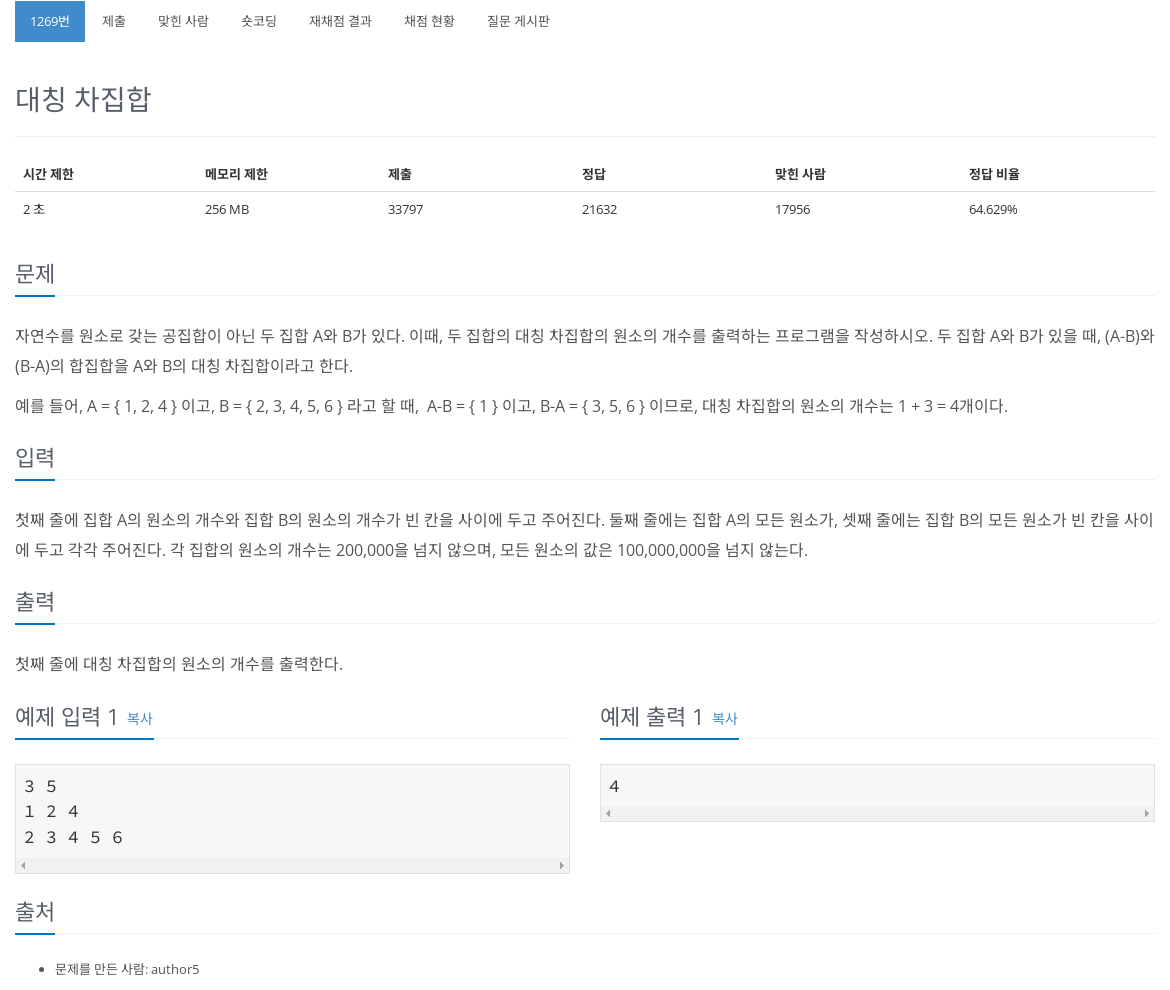 1269번 제출 맞힌 사람 숏코딩 재채점 결과 채점 현황 질문 게시판
대칭 차집합
시간 제한 메모리 제한 제출 정답 맞힌 사람 정답 비율
2 초 256 MB 33797 21632 17956 64.629%
문제
자연수를 원소로 갖는 공집합이 아닌 두 집합 A와 B가 있다. 이때, 두 집합의 대칭 차집합의 원소의 개수를 출력하는 프로그램을 작성하시오. 두 집합 A와 B가 있을 때, (A-B)와
(B-A)의 합집합을 A와 B의 대칭 차집합이라고 한다.
예를 들어, A = { 1, 2, 4 } 이고, B = { 2, 3, 4, 5, 6 } 라고 할 때,  A-B = { 1 } 이고, B-A = { 3, 5, 6 } 이므로, 대칭 차집합의 원소의 개수는 1 + 3 = 4개이다.
입력
첫째 줄에 집합 A의 원소의 개수와 집합 B의 원소의 개수가 빈 칸을 사이에 두고 주어진다. 둘째 줄에는 집합 A의 모든 원소가, 셋째 줄에는 집합 B의 모든 원소가 빈 칸을 사이
에 두고 각각 주어진다. 각 집합의 원소의 개수는 200,000을 넘지 않으며, 모든 원소의 값은 100,000,000을 넘지 않는다.
출력
첫째 줄에 대칭 차집합의 원소의 개수를 출력한다.
예제 입력 1 복사
3 5
1 2 4
2 3 4 5 6
예제 출력 1 복사
4
출처
문제를 만든 사람: author5